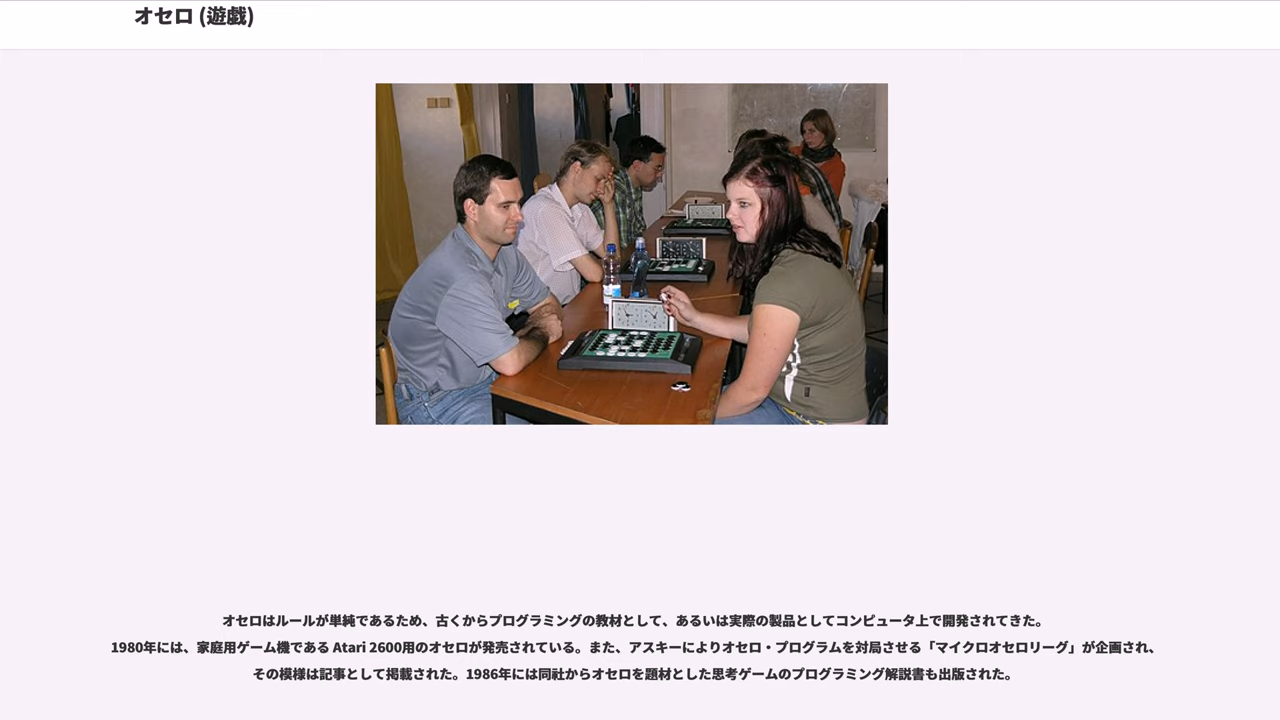 オセロ (遊戯)
オセロはルールが単純であるため、古くからプログラミングの教材として、あるいは実際の製品としてコンピュータ上で開発されてきた。
1980年には、家庭用ゲーム機である Atari 2600用のオセロが発売されている。また、アスキーによりオセロ・プログラムを対局させる「マイクロオセロリーグ」が企画され、
その模様は記事として掲載された。1986年には同社からオセロを題材とした思考ゲームのプログラミング解説書も出版された。